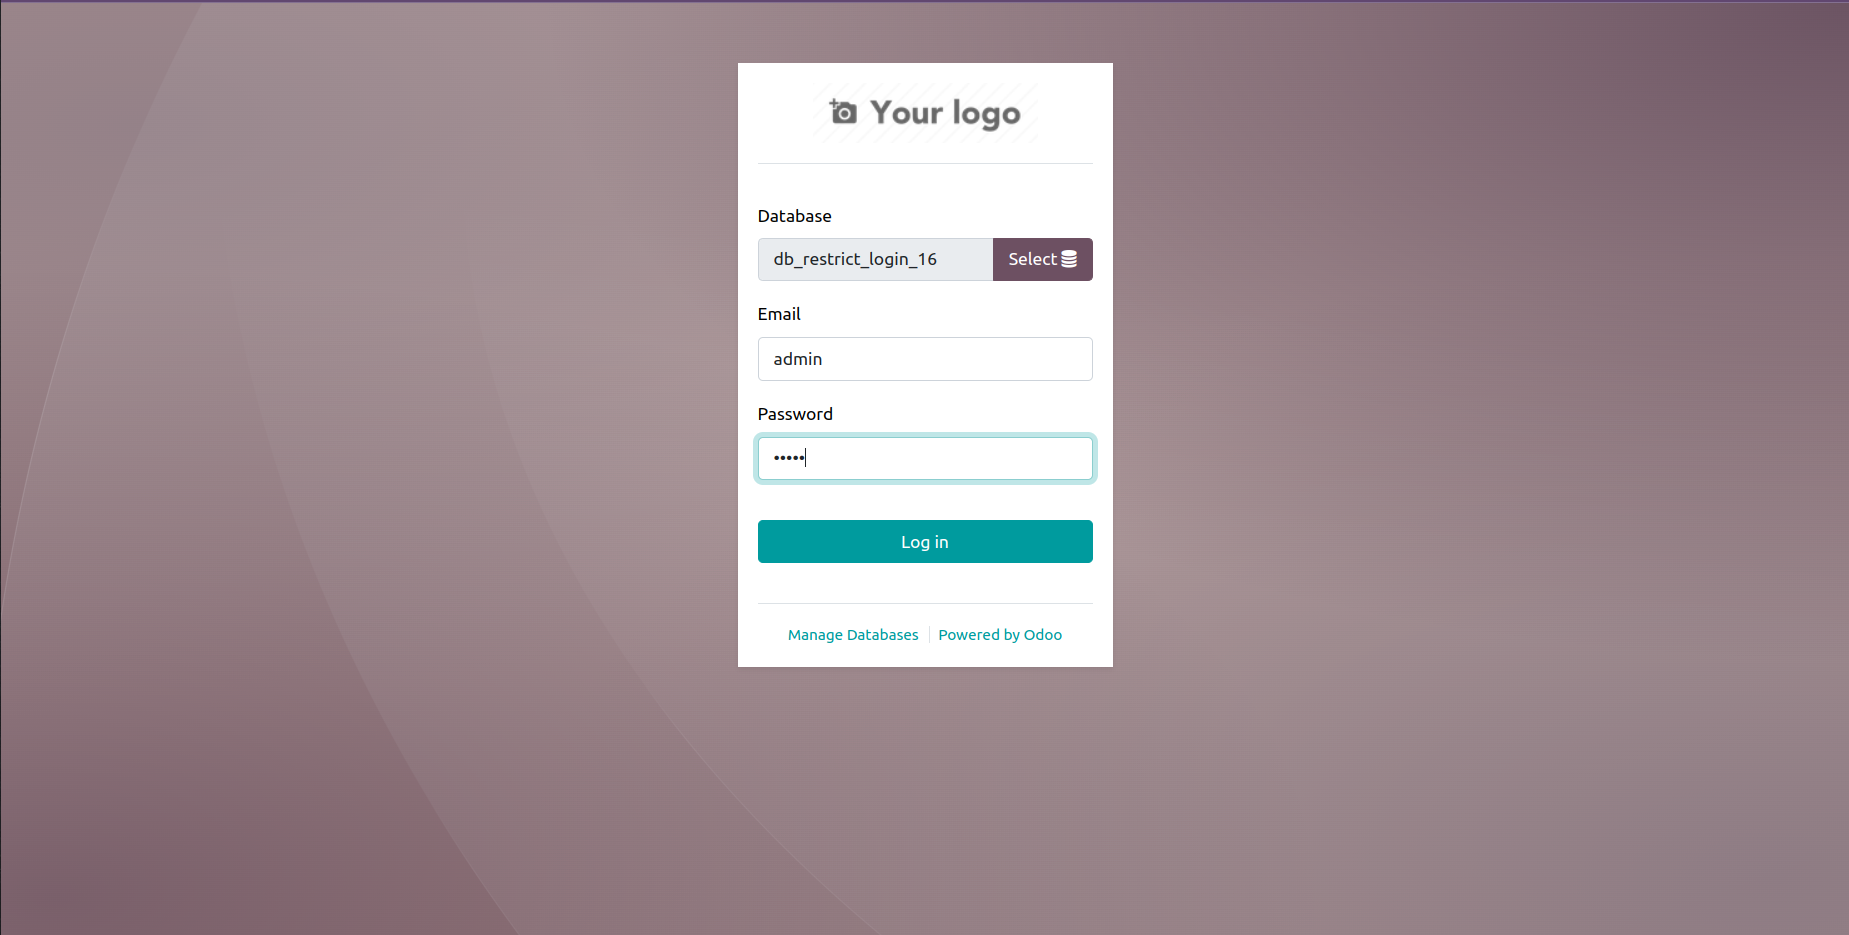 Your logo
Database
db_restrict_login_16 Select
Email
admin
Password
•••••
Log in
Manage Databases Powered by Odoo